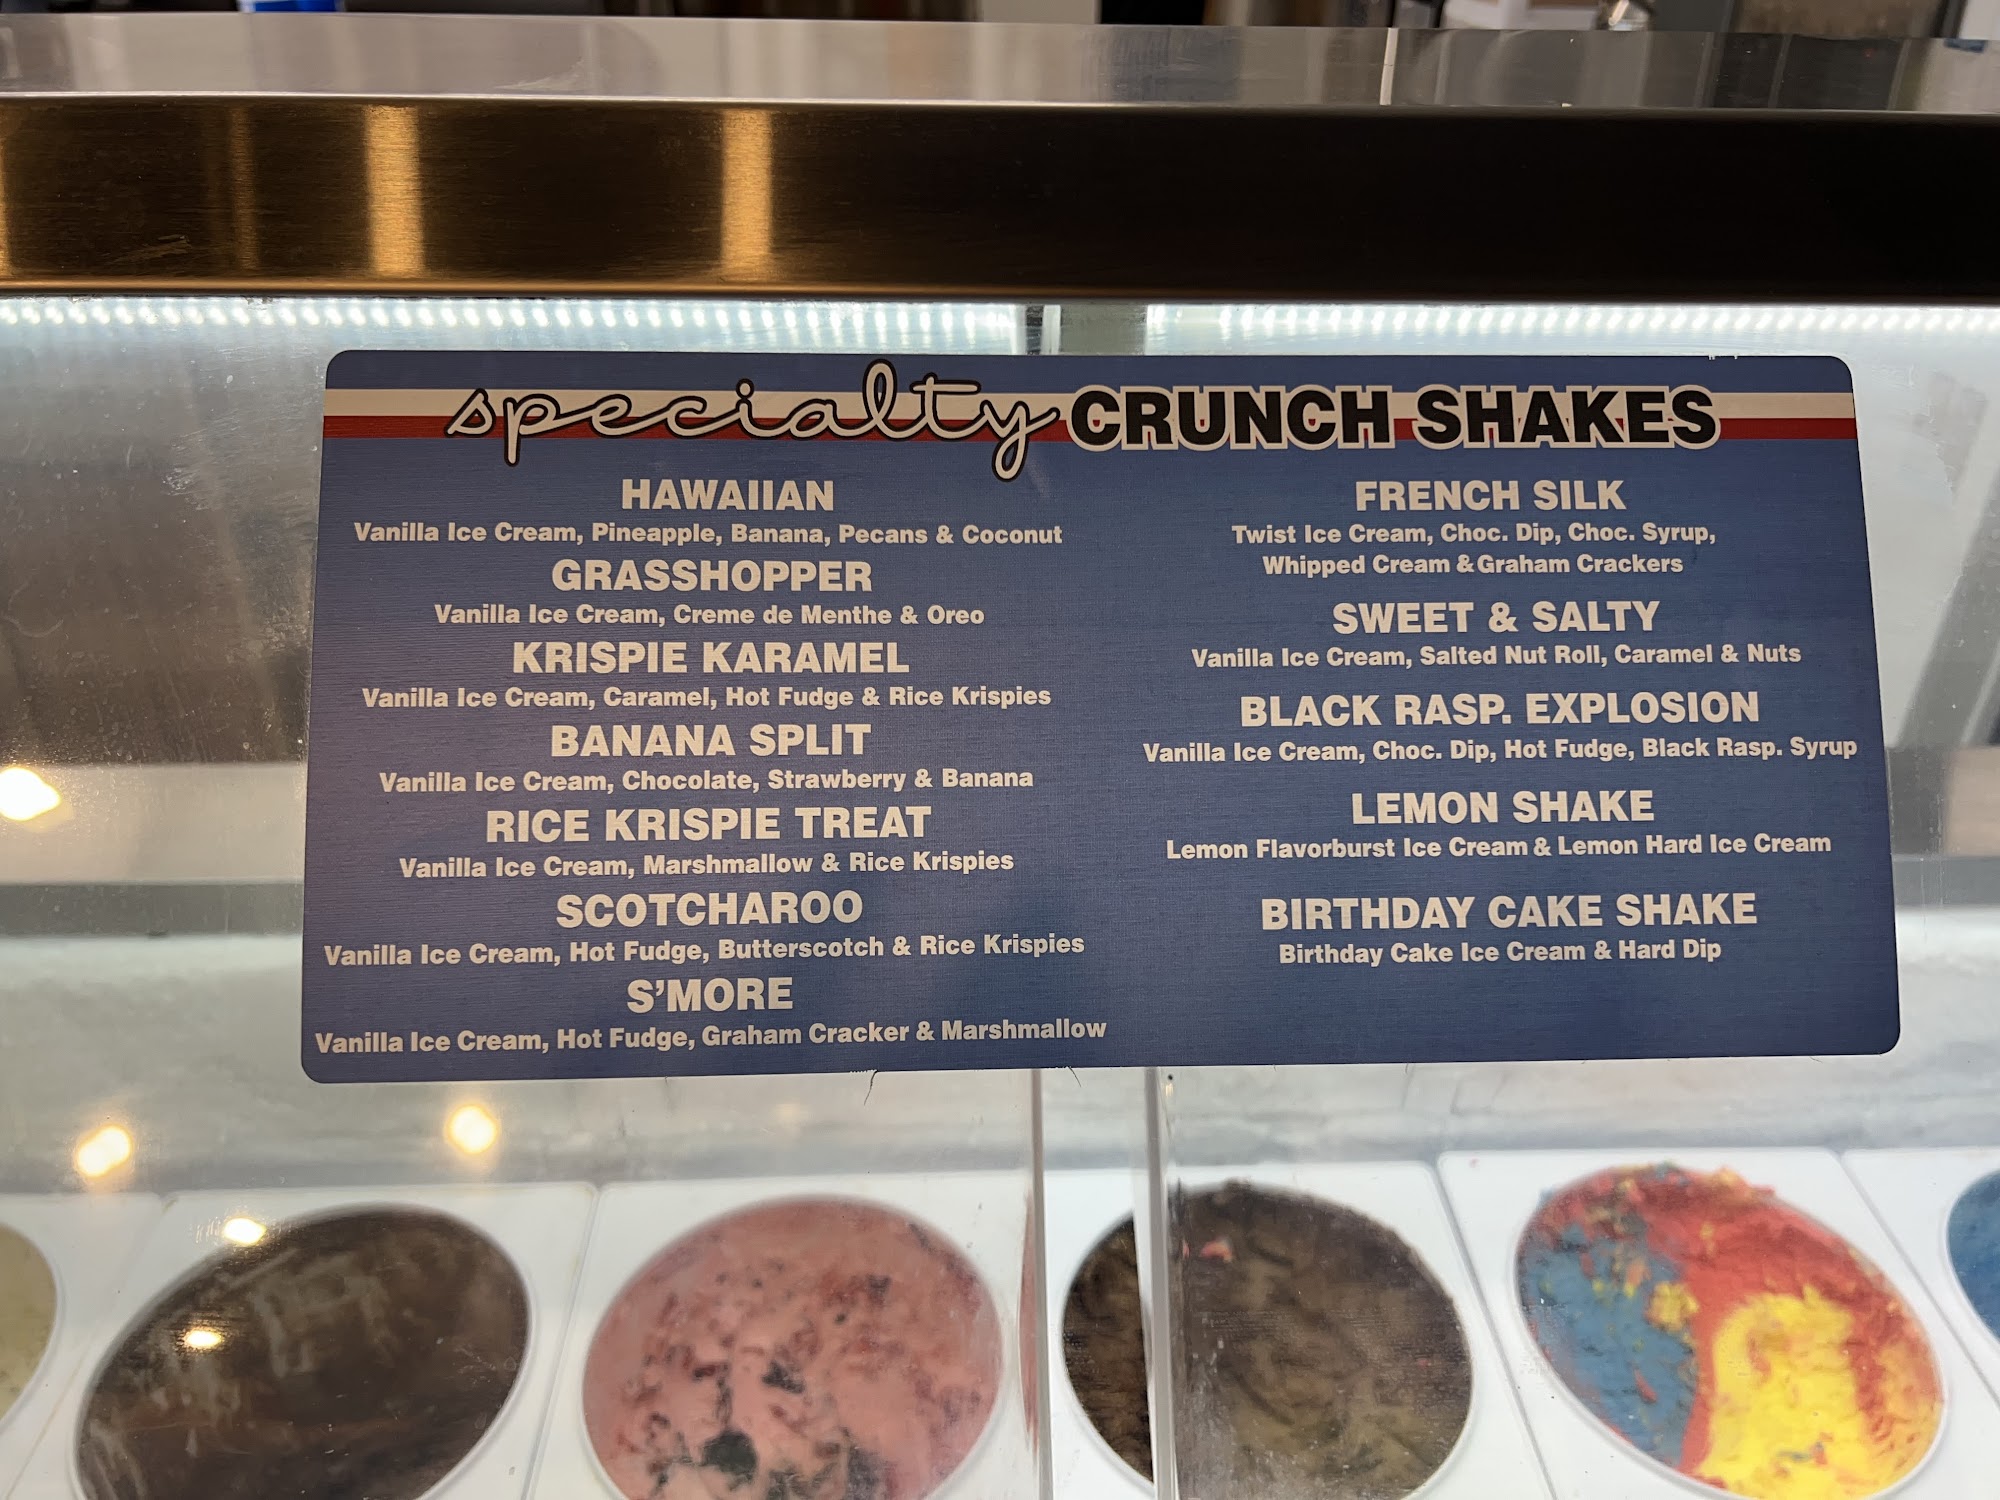 specialty CRUNCH SHAKES
HAWAIIAN
Vanilla Ice Cream, Pineapple, Banana, Pecans & Coconut
GRASSHOPPER
Vanilla Ice Cream, Creme de Menthe & Oreo
KRISPIE KARAMEL
Vanilla Ice Cream, Caramel, Hot Fudge & Rice Krispies
BANANA SPLIT
Vanilla Ice Cream, Chocolate, Strawberry & Banana
RICE KRISPIE TREAT
Vanilla Ice Cream, Marshmallow & Rice Krispies
SCOTCHAROO
Vanilla Ice Cream, Hot Fudge, Butterscotch & Rice Krispies
S'MORE
Vanilla Ice Cream, Hot Fudge, Graham Cracker & Marshmallow
FRENCH SILK
Twist Ice Cream, Choc. Dip, Choc. Syrup,
Whipped Cream & Graham Crackers
SWEET & SALTY
Vanilla Ice Cream, Salted Nut Roll, Caramel & Nuts
BLACK RASP. EXPLOSION
Vanilla Ice Cream, Choc. Dip, Hot Fudge, Black Rasp. Syrup
LEMON SHAKE
Lemon Flavorburst Ice Cream & Lemon Hard Ice Cream
BIRTHDAY CAKE SHAKE
Birthday Cake Ice Cream & Hard Dip